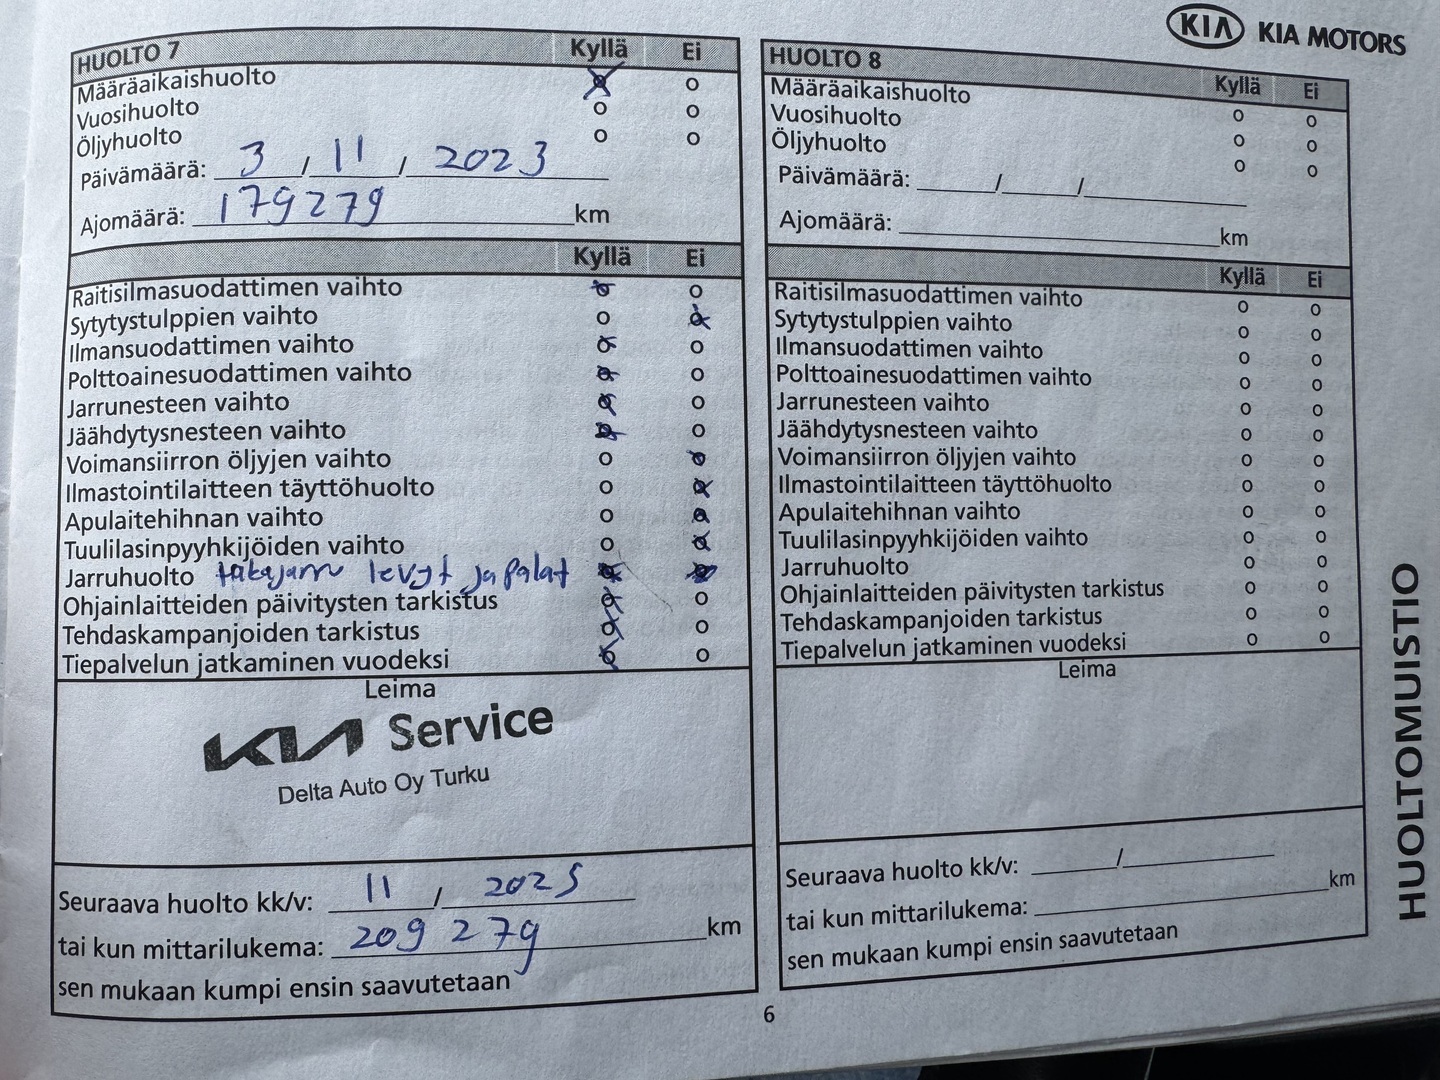 KIA KIA MOTORS
HUOLTO 7 Kyllä Ei
Määräaikaishuolto o o
Vuosihuolto o o
Öljyhuolto o o
Päivämäärä: 3 / 11 / 2023
Ajomäärä: 179279 km
Kyllä Ei
Raitisilmasuodattimen vaihto o o
Sytytystulppien vaihto o o
Ilmansuodattimen vaihto o o
Polttoainesuodattimen vaihto o o
Jarrunesteen vaihto o o
Jäähdytysnesteen vaihto o o
Voimansiirron öljyjen vaihto o o
Ilmastointilaitteen täyttöhuolto o o
Apulaitehihnan vaihto o o
Tuulilasinpyyhkijöiden vaihto o o
Jarruhuolto takajarru levyt ja palat o o
Ohjainlaitteiden päivitysten tarkistus o o
Tehdaskampanjoiden tarkistus o o
Tiepalvelun jatkaminen vuodeksi o o
Leima
KIA Service
Delta Auto Oy Turku
Seuraava huolto kk/v: 11 / 2025
tai kun mittarilukema: 209 279 km
sen mukaan kumpi ensin saavutetaan
HUOLTO 8 Kyllä Ei
Määräaikaishuolto o o
Vuosihuolto o o
Öljyhuolto o o
Päivämäärä: / /
Ajomäärä: km
Kyllä Ei
Raitisilmasuodattimen vaihto o o
Sytytystulppien vaihto o o
Ilmansuodattimen vaihto o o
Polttoainesuodattimen vaihto o o
Jarrunesteen vaihto o o
Jäähdytysnesteen vaihto o o
Voimansiirron öljyjen vaihto o o
Ilmastointilaitteen täyttöhuolto o o
Apulaitehihnan vaihto o o
Tuulilasinpyyhkijöiden vaihto o o
Jarruhuolto o o
Ohjainlaitteiden päivitysten tarkistus o o
Tehdaskampanjoiden tarkistus o o
Tiepalvelun jatkaminen vuodeksi o o
Leima
Seuraava huolto kk/v: /
tai kun mittarilukema: km
sen mukaan kumpi ensin saavutetaan
HUOLTOMUISTIO
6